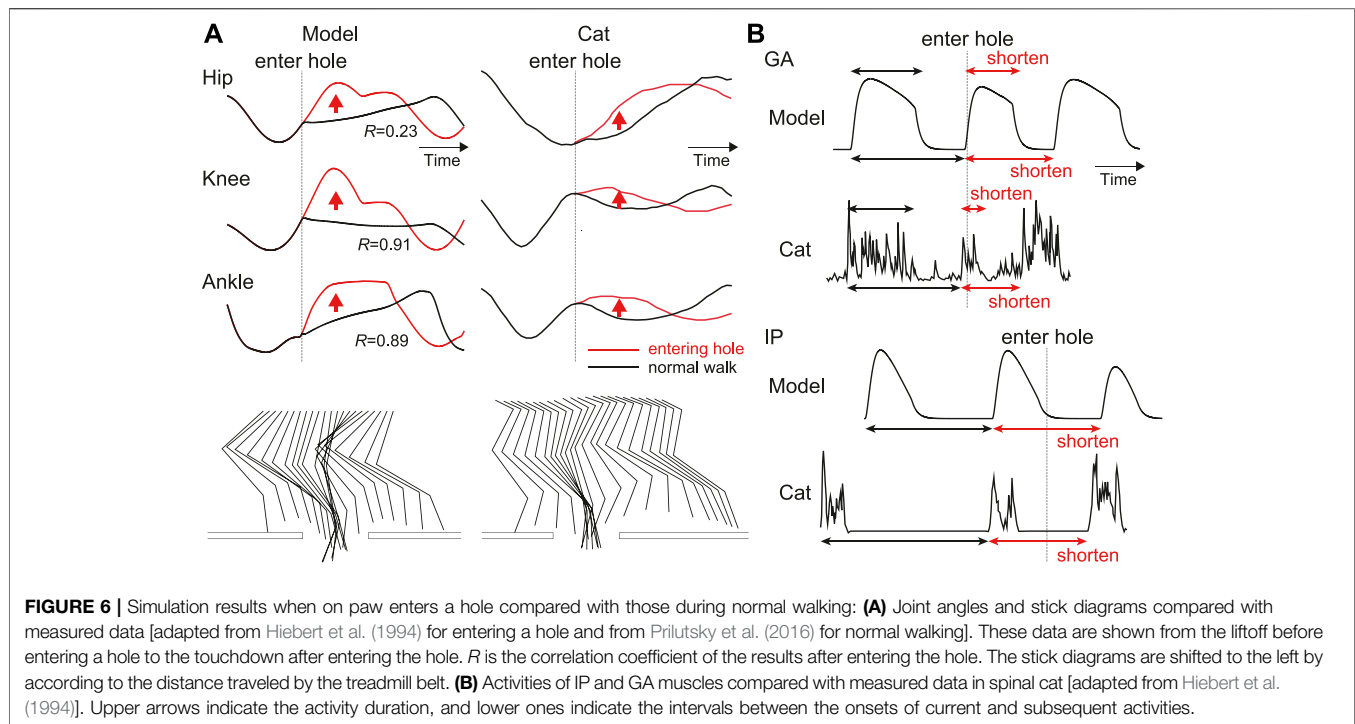 A
Model
Cat
enter hole
enter hole
Hip
R=0.23
Time
Time
Knee
R=0.91
Ankle
R=0.89
entering hole
normal walk
B
enter hole
GA
shorten
Model
shorten
Time
shorten
Cat
shorten
IP
enter hole
Model
shorten
Cat
shorten
FIGURE 6 | Simulation results when on paw enters a hole compared with those during normal walking: (A) Joint angles and stick diagrams compared with
measured data [adapted from Hiebert et al. (1994) for entering a hole and from Prilutsky et al. (2016) for normal walking]. These data are shown from the liftoff before
entering a hole to the touchdown after entering the hole. R is the correlation coefficient of the results after entering the hole. The stick diagrams are shifted to the left by
according to the distance traveled by the treadmill belt. (B) Activities of IP and GA muscles compared with measured data in spinal cat [adapted from Hiebert et al.
(1994)]. Upper arrows indicate the activity duration, and lower ones indicate the intervals between the onsets of current and subsequent activities.